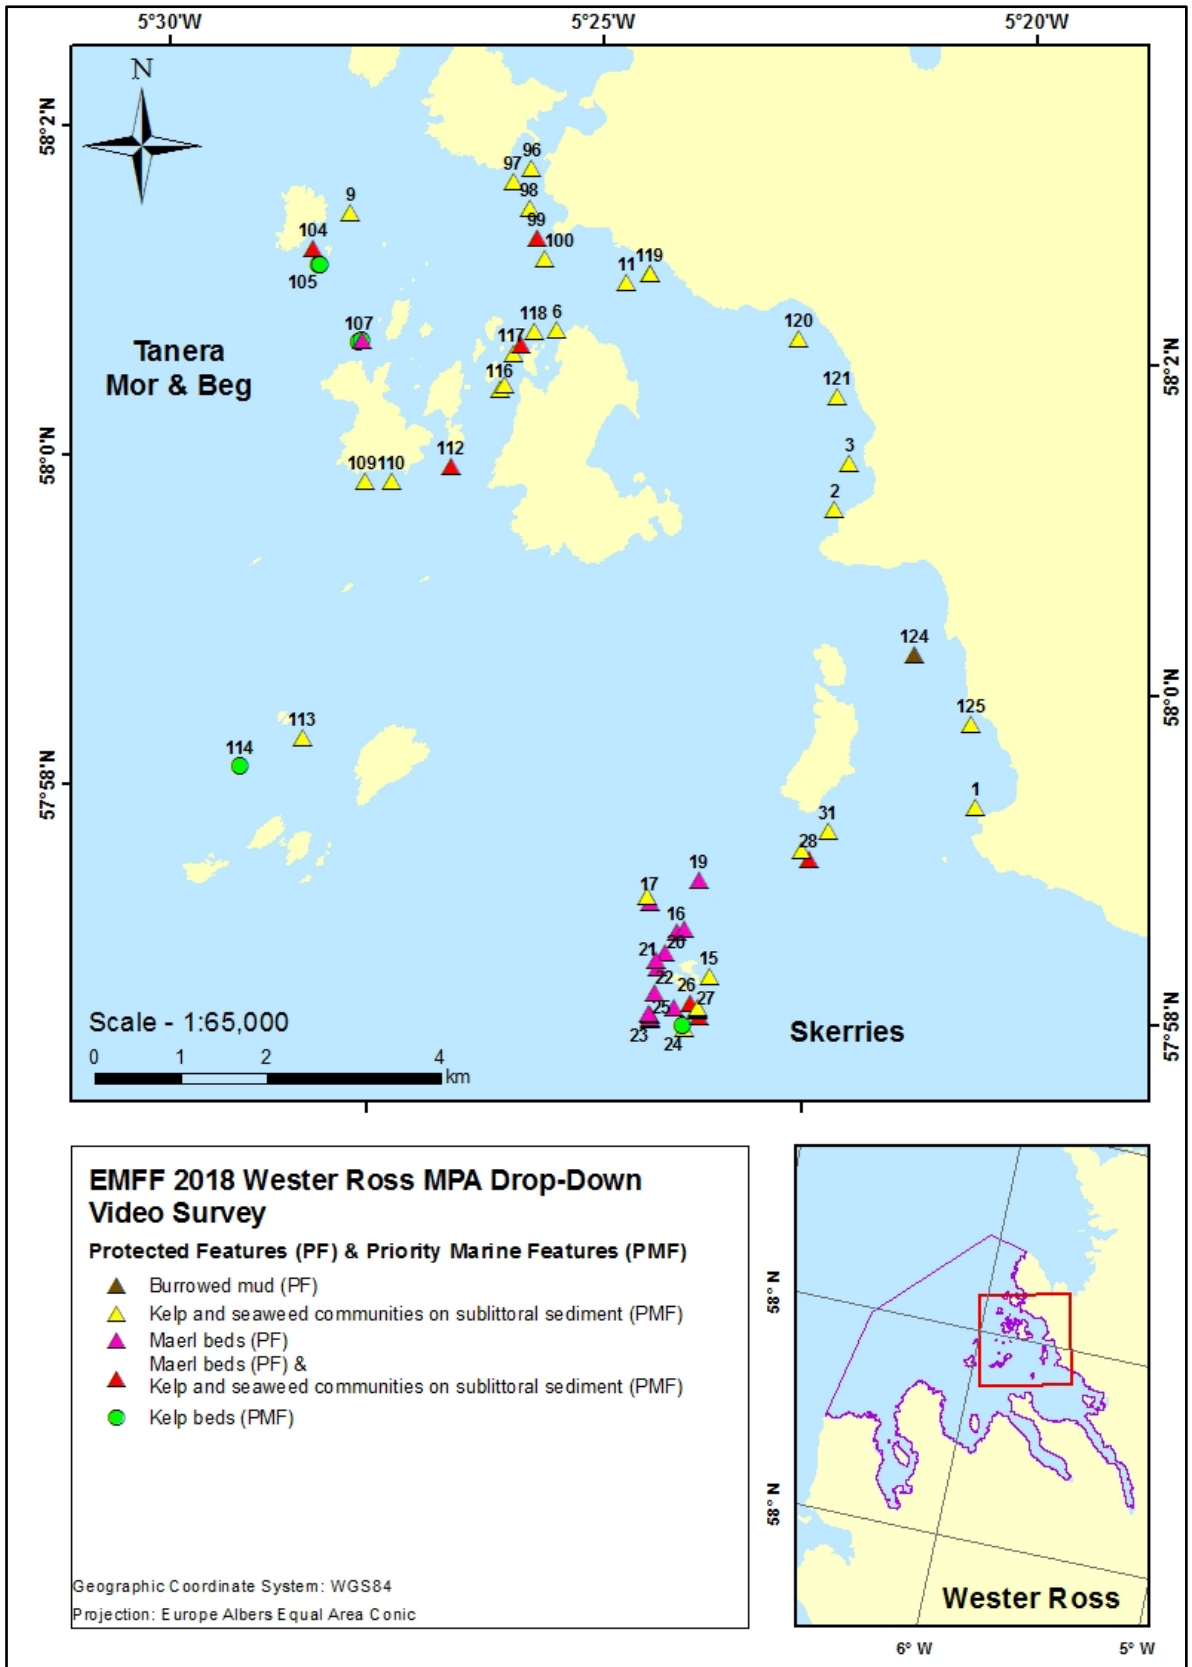 5°30'W
5°25'W
5°20'W
58°2'N
N
96
97
9
98
99
104
100
119
11
105
107
118
6
120
117
Tanera
Mor & Beg
58°2'N
116
121
58°0'N
112
3
109
110
2
124
58°0'N
125
113
114
57°58'N
1
31
28
19
17
16
20
21
15
22
26
27
25
23
24
57°58'N
Scale - 1:65,000
Skerries
0
1
2
4
km
EMFF 2018 Wester Ross MPA Drop-Down
Video Survey
Protected Features (PF) & Priority Marine Features (PMF)
Burrowed mud (PF)
Kelp and seaweed communities on sublittoral sediment (PMF)
Maerl beds (PF)
Maerl beds (PF) &
Kelp and seaweed communities on sublittoral sediment (PMF)
Kelp beds (PMF)
Geographic Coordinate System: WGS84
Projection: Europe Albers Equal Area Conic
58° N
58° N
Wester Ross
6° W
5° W